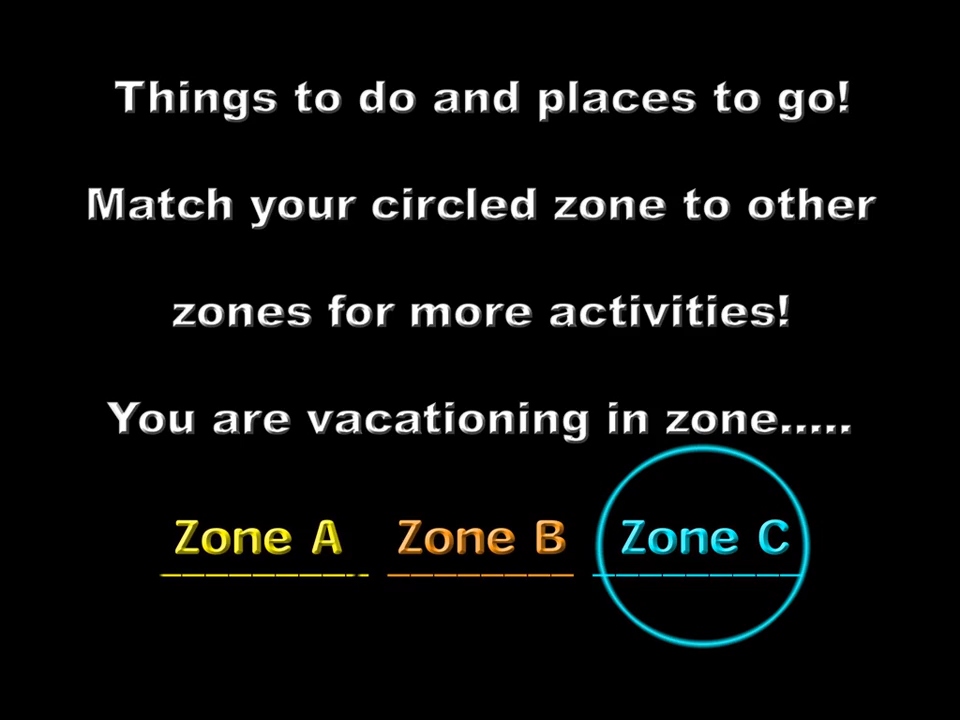 Things to do and places to go!
Match your circled zone to other
zones for more activities!
You are vacationing in zone.....
Zone A Zone B Zone C